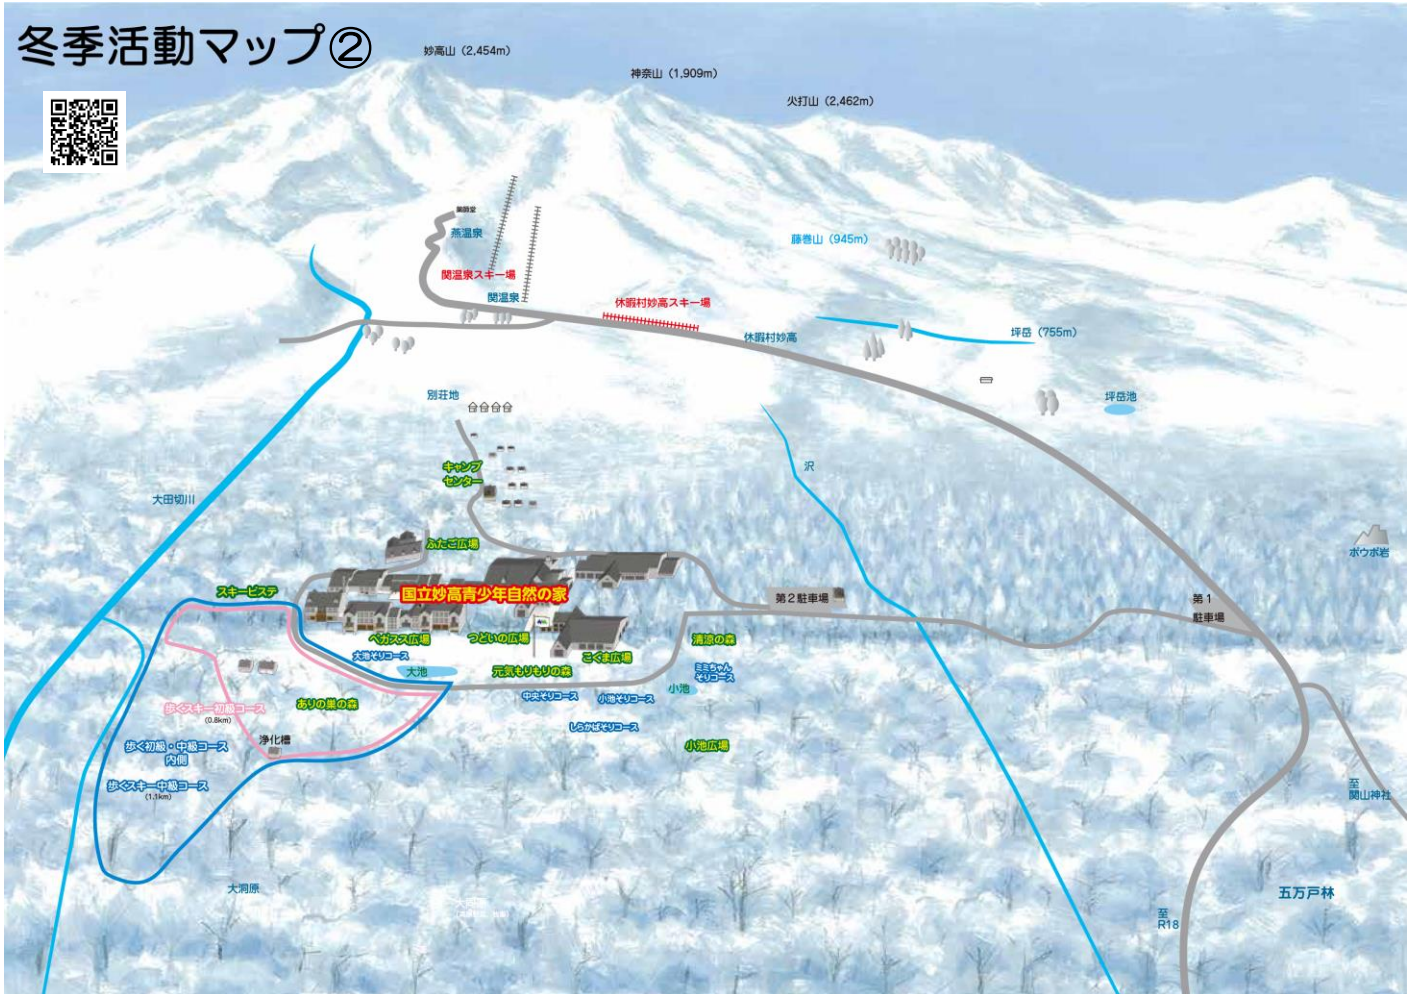 冬季活動マップ②
妙高山（2,454m）
神奈山（1,909m）
火打山（2,462m）
薬師堂
燕温泉
藤巻山（945m）
関温泉スキー場
関温泉
休暇村妙高スキー場
休暇村妙高
坪岳（755m）
別荘地
坪岳池
キャンプ
センター
沢
大田切川
ふたご広場
ボウボ岩
スキーピステ
国立妙高青少年自然の家
第２駐車場
第１
駐車場
ペガスス広場
つどいの広場
清涼の森
大池そりコース
こぐま広場
大池
元気もりもりの森
ミミちゃん
そりコース
小池
中央そりコース
小池そりコース
ありの巣の森
歩くスキー初級コース
(0.8km)
しらかばそりコース
浄化槽
小池広場
歩く初級・中級コース
内側
歩くスキー中級コース
(1.1km)
至
関山神社
大洞原
五万戸林
至
R18